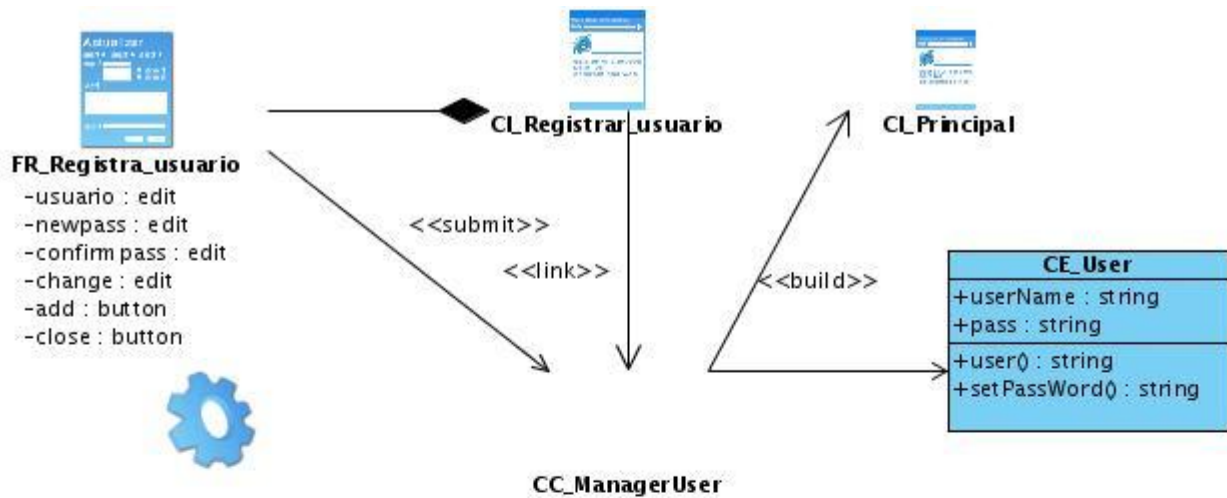 Actualizar
CI_Registrar_usuario
CI_Principal
FR_Registra_usuario
-usuario : edit
-newpass : edit
-confirm pass : edit
-change : edit
-add : button
-close : button
<<submit>>
<<link>>
<<build>>
CE_User
+userName : string
+pass : string
+user() : string
+setPassWord() : string
CC_ManagerUser